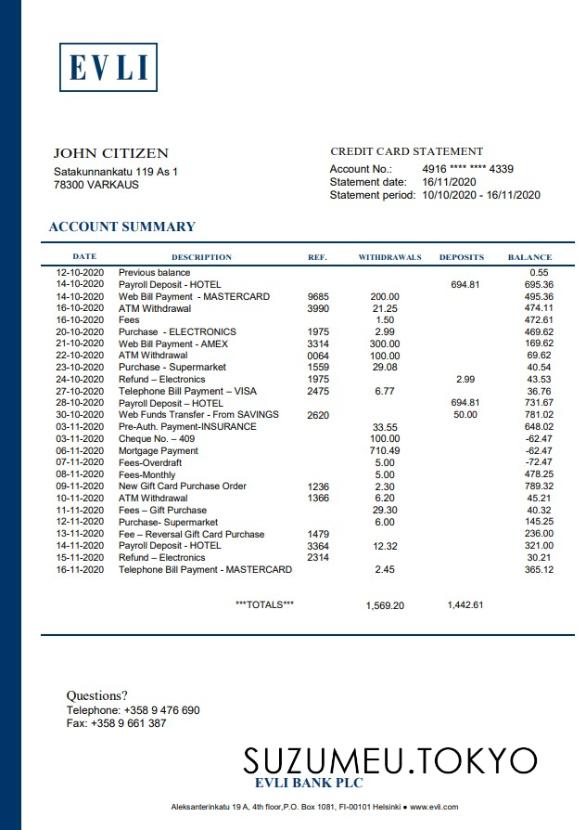 EVLI
JOHN CITIZEN
Satakunnankatu 119 As 1
78300 VARKAUS
CREDIT CARD STATEMENT
Account No.: 4916 **** **** 4339
Statement date: 16/11/2020
Statement period: 10/10/2020 - 16/11/2020
ACCOUNT SUMMARY
DATE DESCRIPTION REF. WITHDRAWALS DEPOSITS BALANCE
12-10-2020 Previous balance 0.55
14-10-2020 Payroll Deposit - HOTEL 694.81 695.36
14-10-2020 Web Bill Payment - MASTERCARD 9685 200.00 495.36
16-10-2020 ATM Withdrawal 3990 21.25 474.11
16-10-2020 Fees 1.50 472.61
20-10-2020 Purchase - ELECTRONICS 1975 2.99 469.62
21-10-2020 Web Bill Payment - AMEX 3314 300.00 169.62
22-10-2020 ATM Withdrawal 0064 100.00 69.62
23-10-2020 Purchase - Supermarket 1559 29.08 40.54
24-10-2020 Refund – Electronics 1975 2.99 43.53
27-10-2020 Telephone Bill Payment – VISA 2475 6.77 36.76
28-10-2020 Payroll Deposit – HOTEL 694.81 731.67
30-10-2020 Web Funds Transfer - From SAVINGS 2620 50.00 781.02
03-11-2020 Pre-Auth. Payment-INSURANCE 33.55 648.02
03-11-2020 Cheque No. – 409 100.00 -62.47
06-11-2020 Mortgage Payment 710.49 -62.47
07-11-2020 Fees-Overdraft 5.00 -72.47
08-11-2020 Fees-Monthly 5.00 478.25
09-11-2020 New Gift Card Purchase Order 1236 2.30 789.32
10-11-2020 ATM Withdrawal 1366 6.20 45.21
11-11-2020 Fees – Gift Purchase 29.30 40.32
12-11-2020 Purchase- Supermarket 6.00 145.25
13-11-2020 Fee – Reversal Gift Card Purchase 1479 236.00
14-11-2020 Payroll Deposit - HOTEL 3364 12.32 321.00
15-11-2020 Refund – Electronics 2314 30.21
16-11-2020 Telephone Bill Payment - MASTERCARD 2.45 365.12
***TOTALS*** 1,569.20 1,442.61
Questions?
Telephone: +358 9 476 690
Fax: +358 9 661 387
SUZUMEU.TOKYO
EVLI BANK PLC
Aleksanterinkatu 19 A, 4th floor,P.O. Box 1081, FI-00101 Helsinki ● www.evli.com